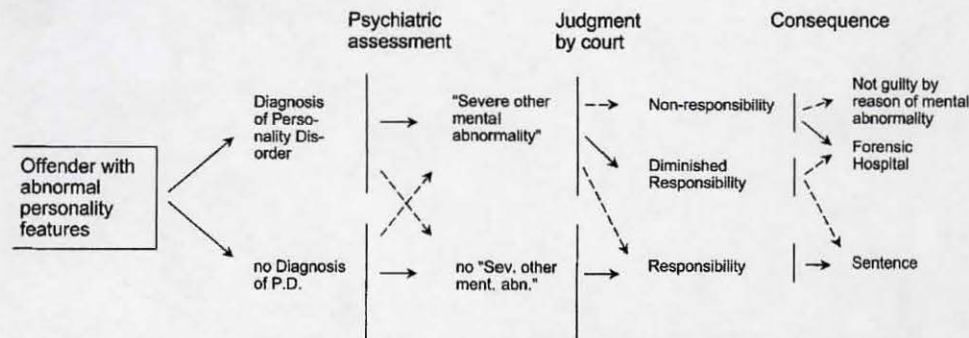 Psychiatric
assessment
Judgment
by court
Consequence
Offender with
abnormal
personality
features
Diagnosis
of Perso-
nality Dis-
order
no Diagnosis
of P.D.
"Severe other
mental
abnormality"
no "Sev. other
ment. abn."
Non-responsibility
Diminished
Responsibility
Responsibility
Not guilty by
reason of mental
abnormality
Forensic
Hospital
Sentence